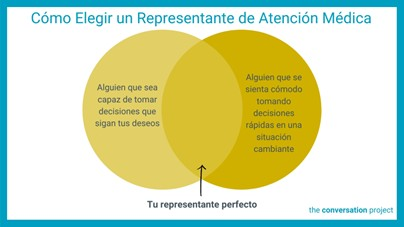 Cómo Elegir un Representante de Atención Médica
Alguien que sea
capaz de tomar
decisiones que
sigan tus deseos
Alguien que se
sienta cómodo
tomando
decisiones
rápidas en una
situación
cambiante
Tu representante perfecto
the conversation project